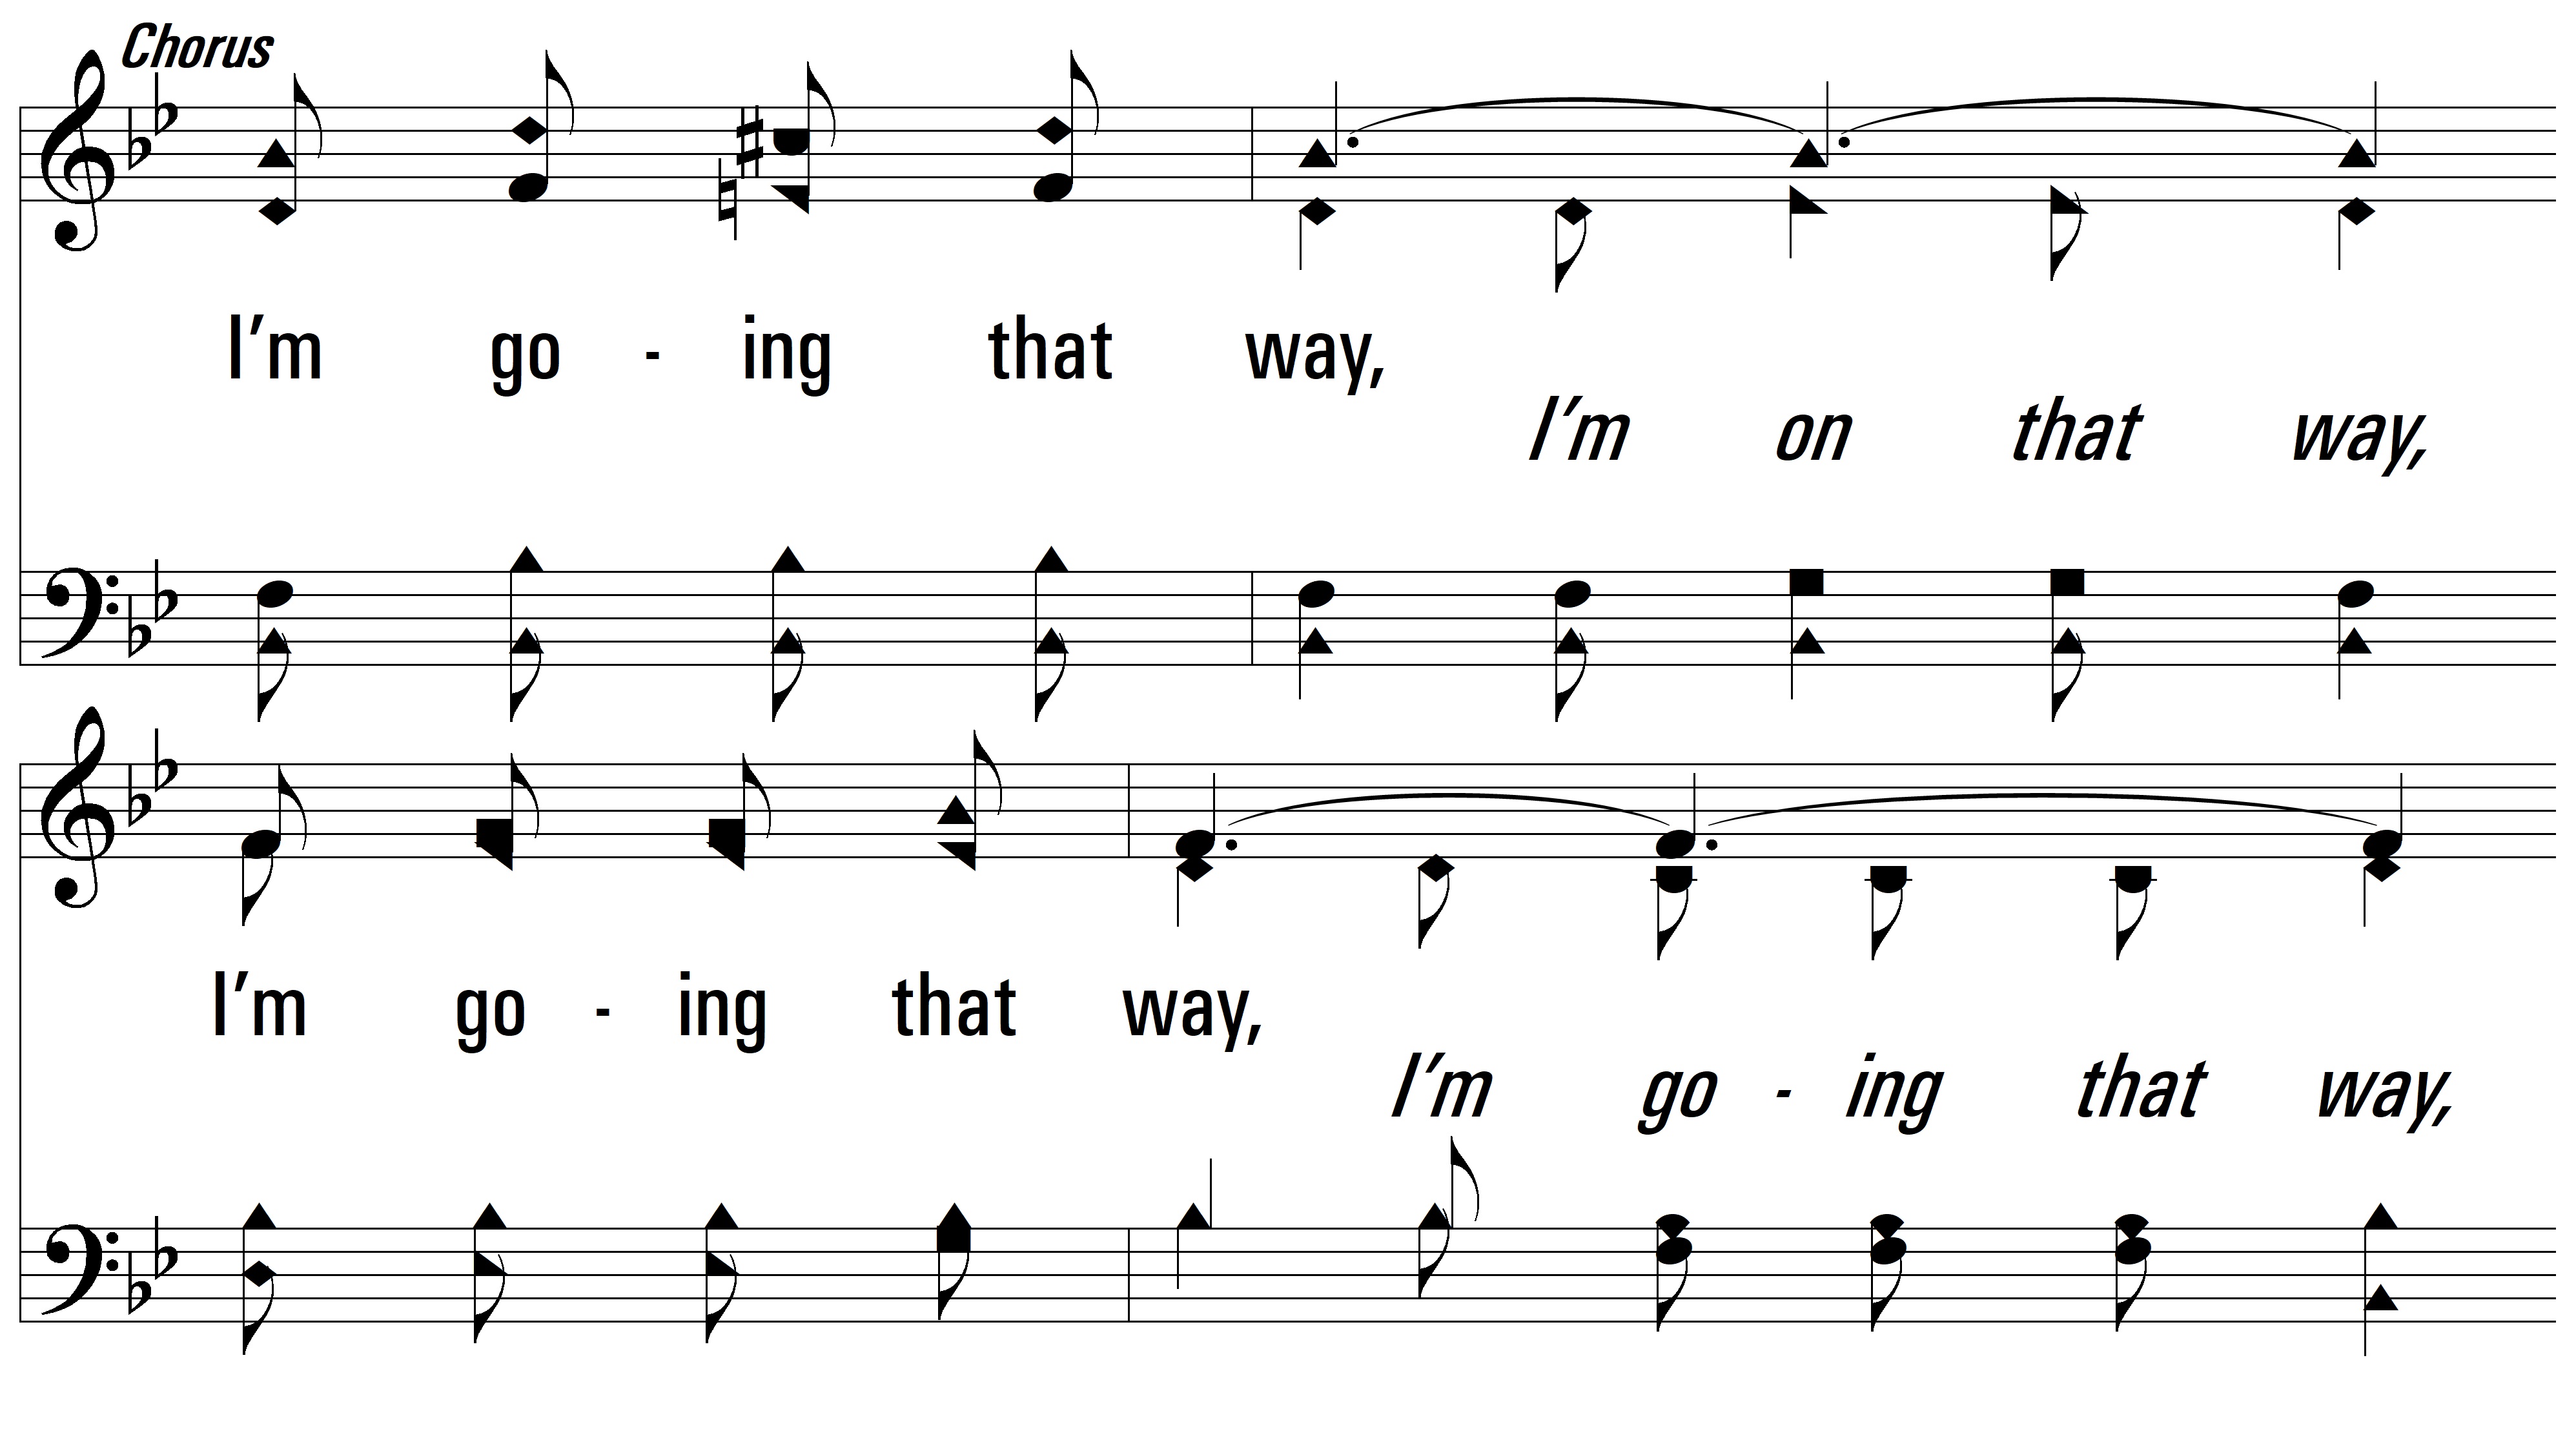 Chorus
I’m go - ing that way,
I’m on that way,
I’m go - ing that way,
I’m go - ing that way,